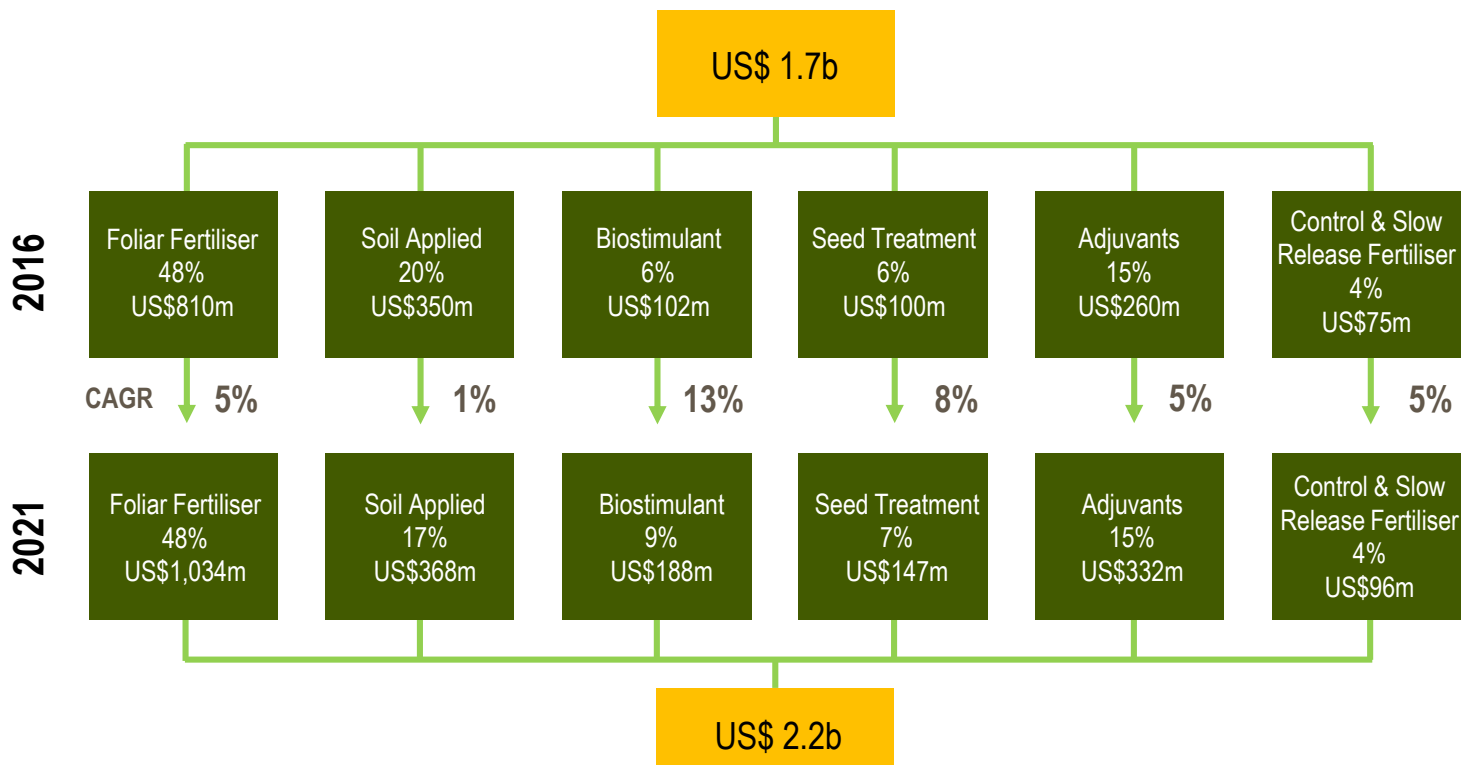 US$ 1.7b
2016
Foliar Fertiliser
48%
US$810m
Soil Applied
20%
US$350m
Biostimulant
6%
US$102m
Seed Treatment
6%
US$100m
Adjuvants
15%
US$260m
Control & Slow
Release Fertiliser
4%
US$75m
CAGR
5%
1%
13%
8%
5%
5%
2021
Foliar Fertiliser
48%
US$1,034m
Soil Applied
17%
US$368m
Biostimulant
9%
US$188m
Seed Treatment
7%
US$147m
Adjuvants
15%
US$332m
Control & Slow
Release Fertiliser
4%
US$96m
US$ 2.2b